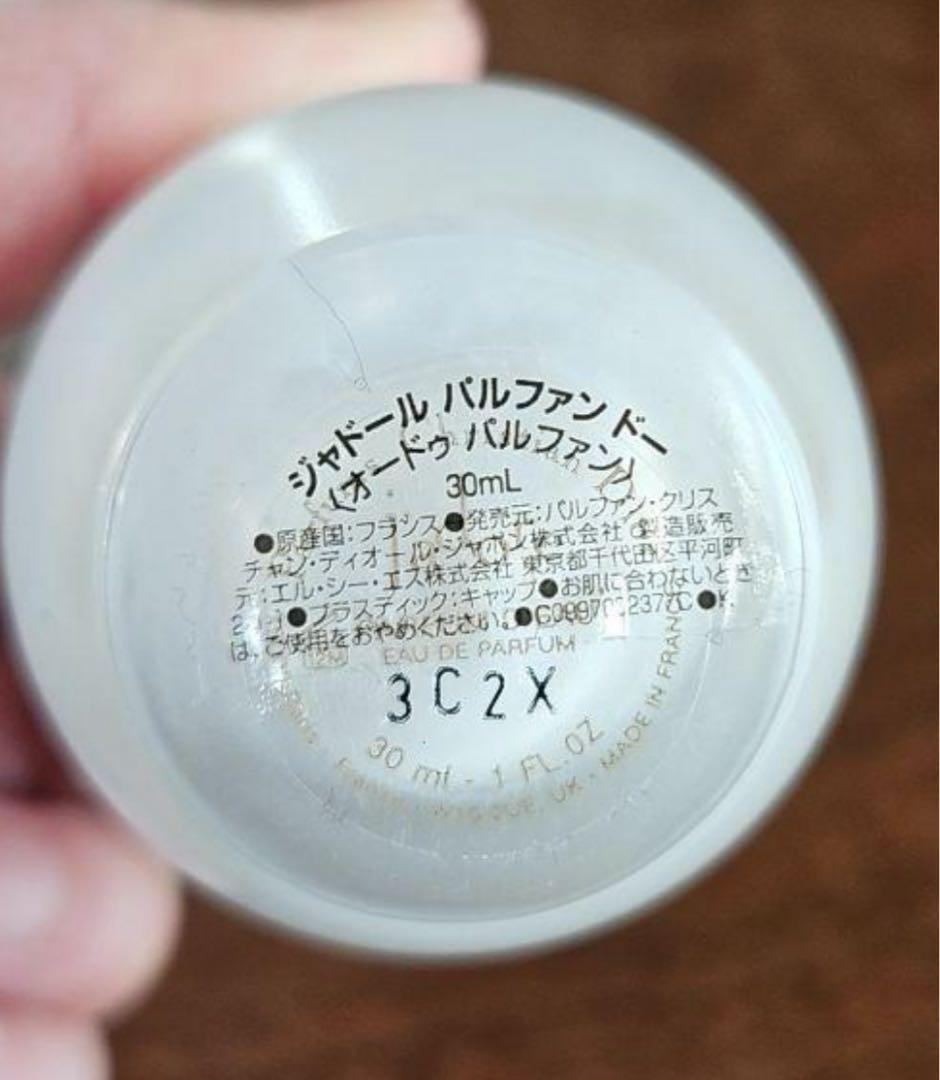 ジャドール パルファン ドー
(オードゥ パルファン)
30mL
●原産国:フランス●発売元:パルファン・クリス
チャン・ディオール・ジャポン株式会社 製造販売
元:エル・シー・エス株式会社 東京都千代田区平河町
●プラスティック:キャップ●お肌に合わないとき
は、ご使用をおやめください。
12M
EAU DE PARFUM
3C2X
30 ml - 1 FL.OZ
W1S UK - MADE IN FRAN